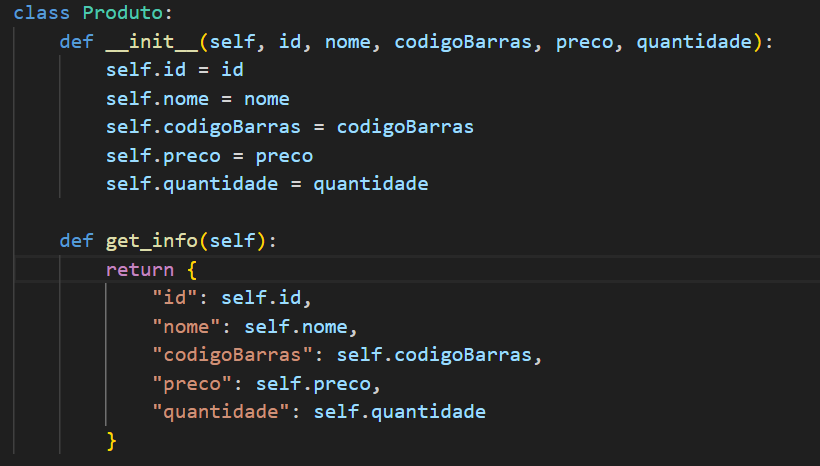 class Produto:
    def __init__(self, id, nome, codigoBarras, preco, quantidade):
        self.id = id
        self.nome = nome
        self.codigoBarras = codigoBarras
        self.preco = preco
        self.quantidade = quantidade

    def get_info(self):
        return {
            "id": self.id,
            "nome": self.nome,
            "codigoBarras": self.codigoBarras,
            "preco": self.preco,
            "quantidade": self.quantidade
        }